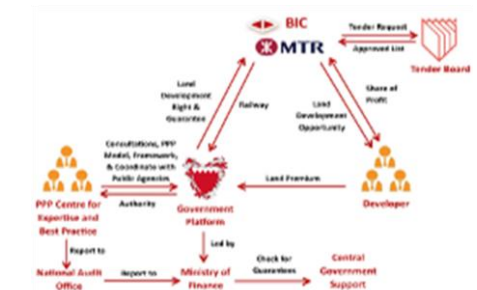 BIC
MTR
Tender Request
Approved List
Tender Board
Land
Development
Right &
Guarantee
Railway
Land
Development
Opportunity
Share of
Profit
Consultations, PPP
Model, Framework,
& Coordinate with
Public Agencies
Authority
Land Premium
PPP Centre for
Expertise and
Best Practice
Government
Platform
Developer
Report to
Led by
Check for
Guarantees
National Audit
Office
Report to
Ministry of
Finance
Central
Government
Support